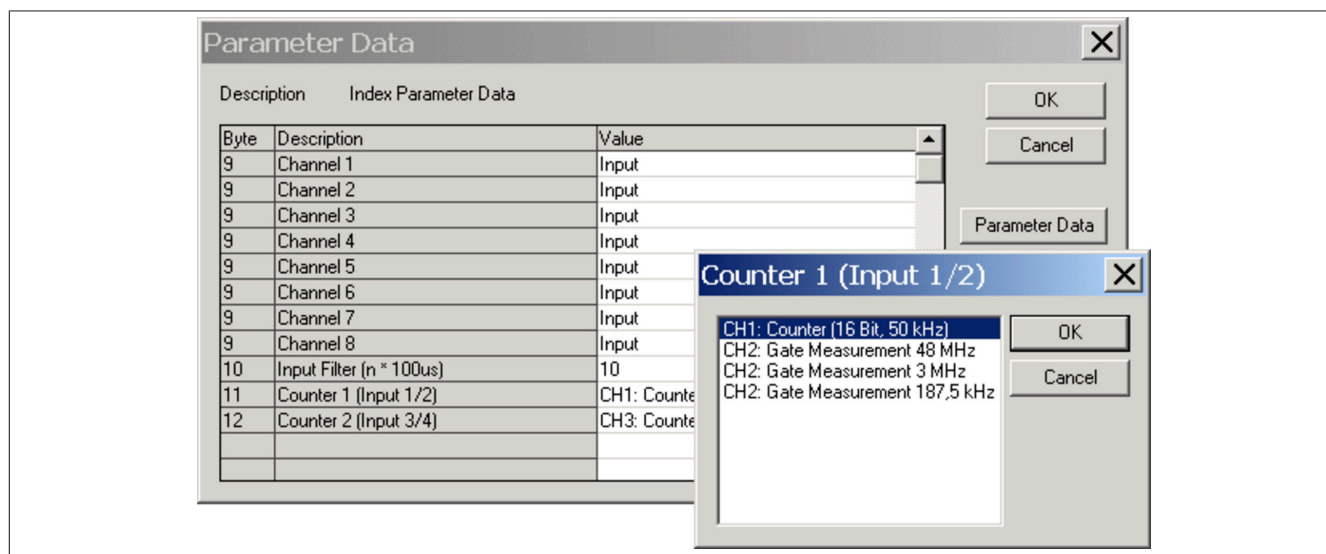 Parameter Data
Description Index Parameter Data
OK
Cancel
Parameter Data
Byte Description Value
9 Channel 1 Input
9 Channel 2 Input
9 Channel 3 Input
9 Channel 4 Input
9 Channel 5 Input
9 Channel 6 Input
9 Channel 7 Input
9 Channel 8 Input
10 Input Filter (n * 100us) 10
11 Counter 1 (Input 1/2) CH1: Counte
12 Counter 2 (Input 3/4) CH3: Counte
Counter 1 (Input 1/2)
CH1: Counter (16 Bit, 50 kHz)
CH2: Gate Measurement 48 MHz
CH2: Gate Measurement 3 MHz
CH2: Gate Measurement 187,5 kHz
OK
Cancel